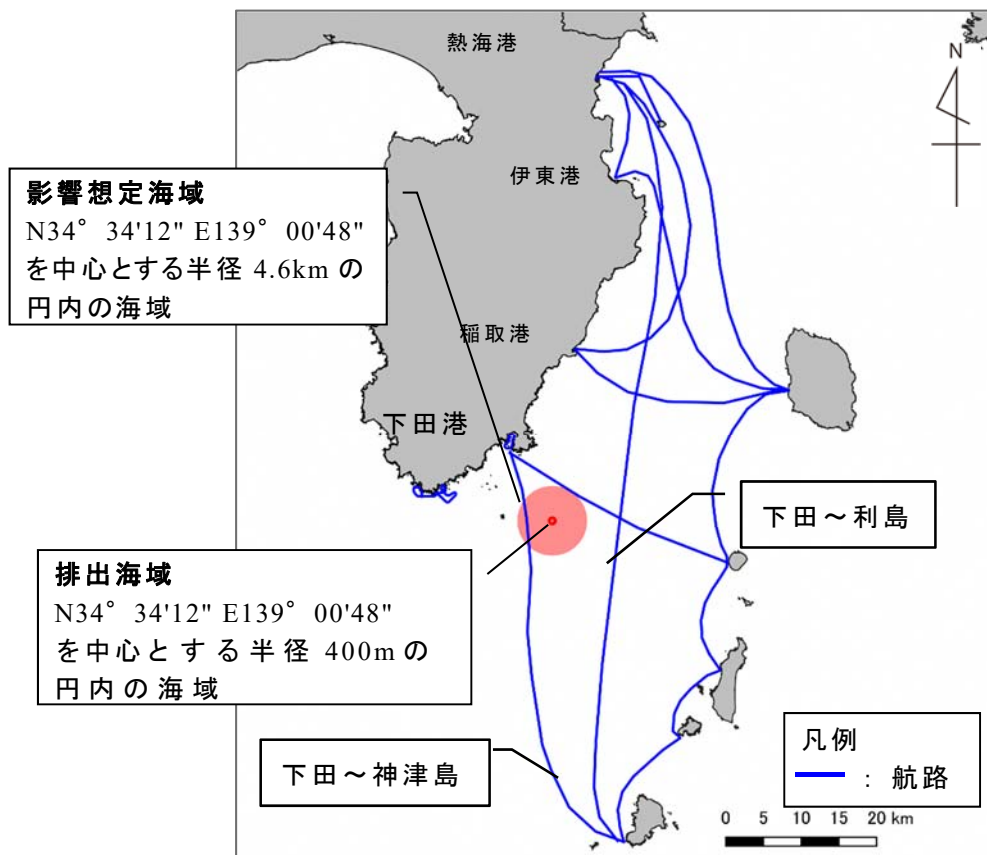 熱海港
N
影響想定海域
N34° 34'12" E139° 00'48"
を中心とする半径 4.6km の
円内の海域
伊東港
稲取港
下田港
下田～利島
排出海域
N34° 34'12" E139° 00'48"
を中心とする半径 400m の
円内の海域
下田～神津島
凡例
：航路
0 5 10 15 20 km